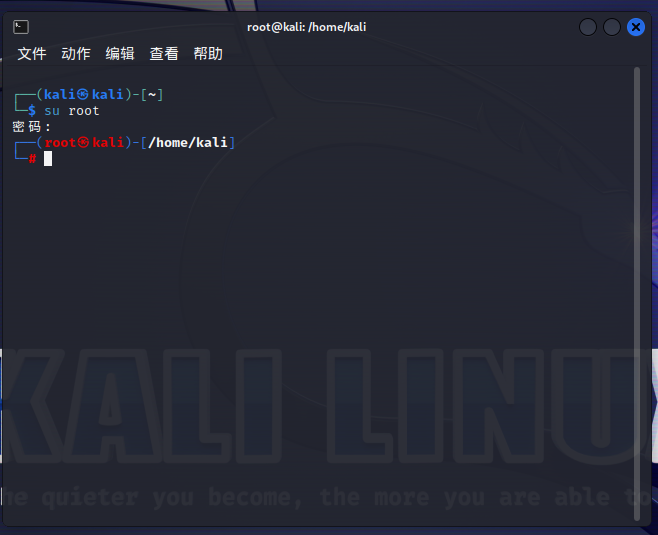 root@kali: /home/kali
文件 动作 编辑 查看 帮助
┌──(kali㉿kali)-[~]
└─$ su root
密码：
┌──(root㉿kali)-[/home/kali]
└─#
KALI LINU
he quieter you become, the more you are able to